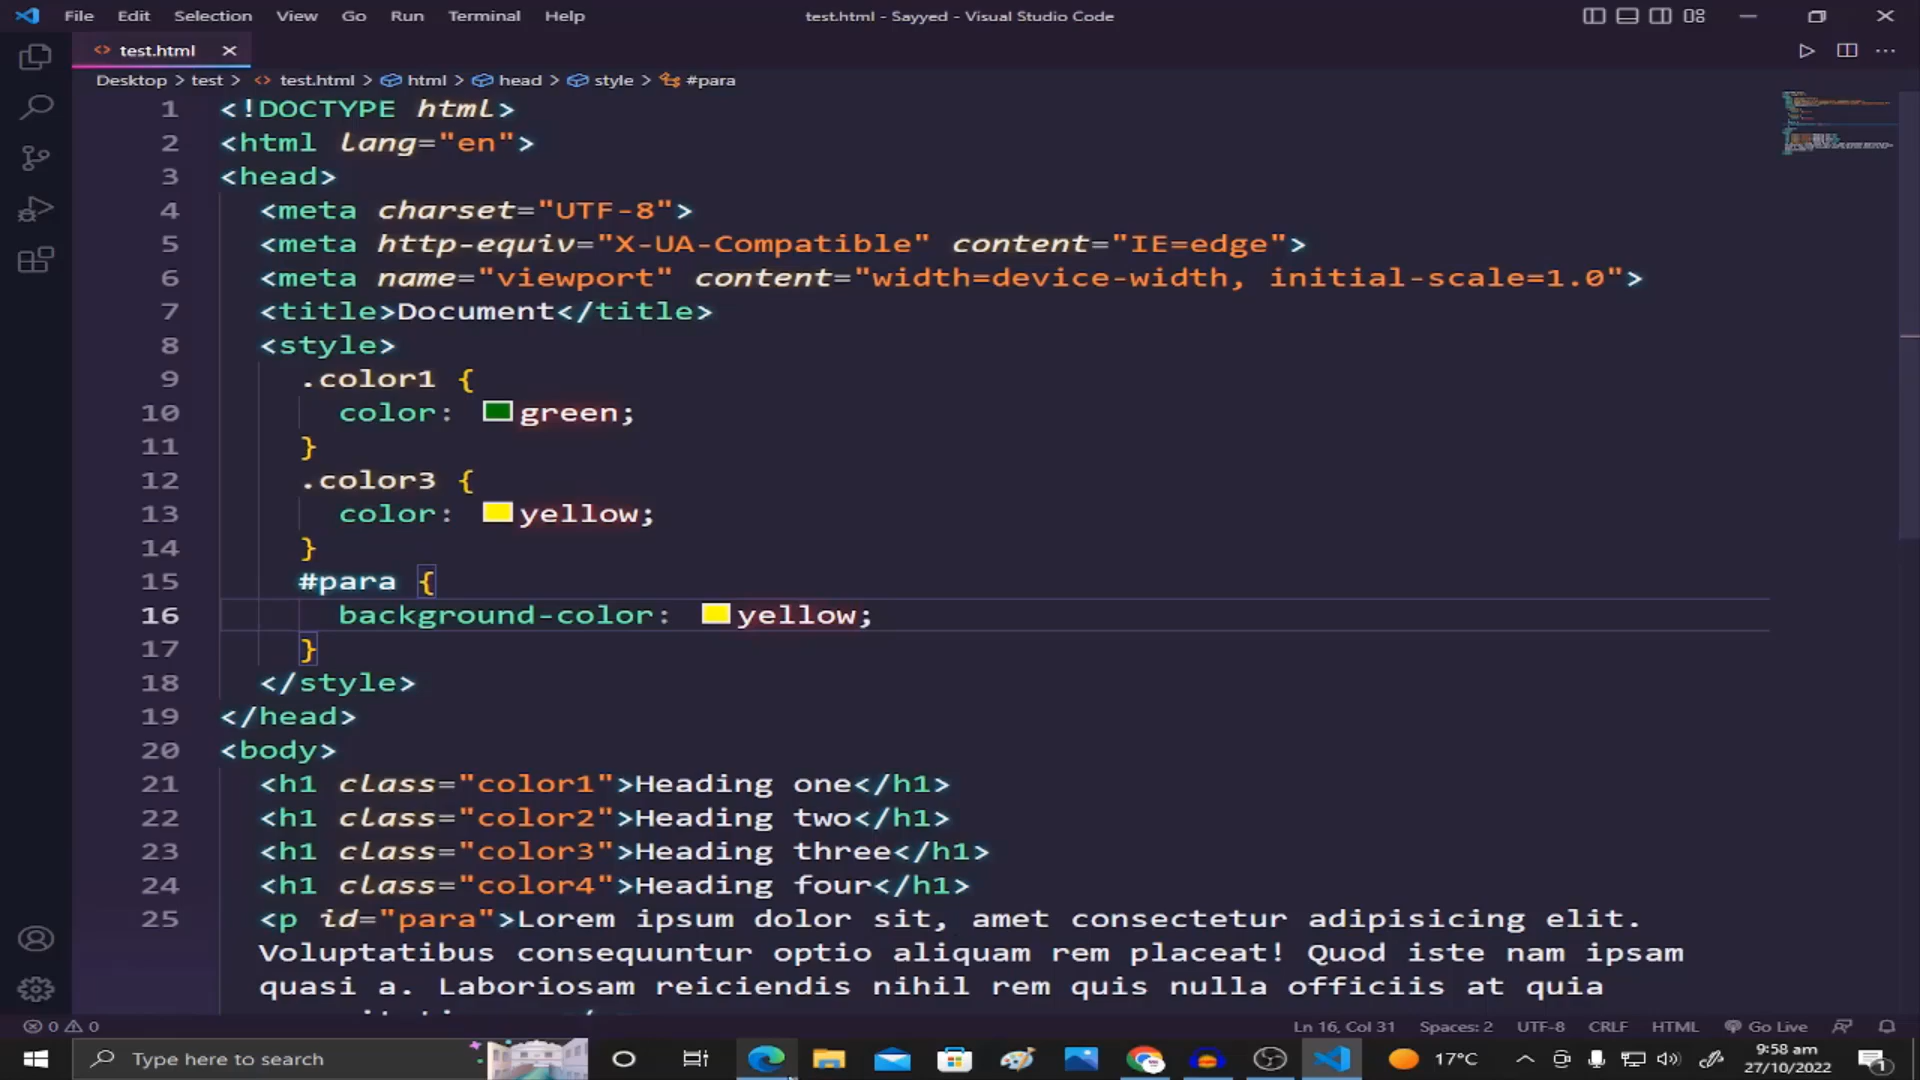 File Edit Selection View Go Run Terminal Help test.html - Sayyed - Visual Studio Code
test.html
Desktop > test > test.html > html > head > style > #para
1 <!DOCTYPE html>
2 <html lang="en">
3 <head>
4 <meta charset="UTF-8">
5 <meta http-equiv="X-UA-Compatible" content="IE=edge">
6 <meta name="viewport" content="width=device-width, initial-scale=1.0">
7 <title>Document</title>
8 <style>
9 .color1 {
10 color: green;
11 }
12 .color3 {
13 color: yellow;
14 }
15 #para {
16 background-color: yellow;
17 }
18 </style>
19 </head>
20 <body>
21 <h1 class="color1">Heading one</h1>
22 <h1 class="color2">Heading two</h1>
23 <h1 class="color3">Heading three</h1>
24 <h1 class="color4">Heading four</h1>
25 <p id="para">Lorem ipsum dolor sit, amet consectetur adipisicing elit.
Voluptatibus consequuntur optio aliquam rem placeat! Quod iste nam ipsam
quasi a. Laboriosam reiciendis nihil rem quis nulla officiis at quia
0 0 Ln 16, Col 31 Spaces: 2 UTF-8 CRLF HTML Go Live
Type here to search 17°C 9:58 am
27/10/2022 1